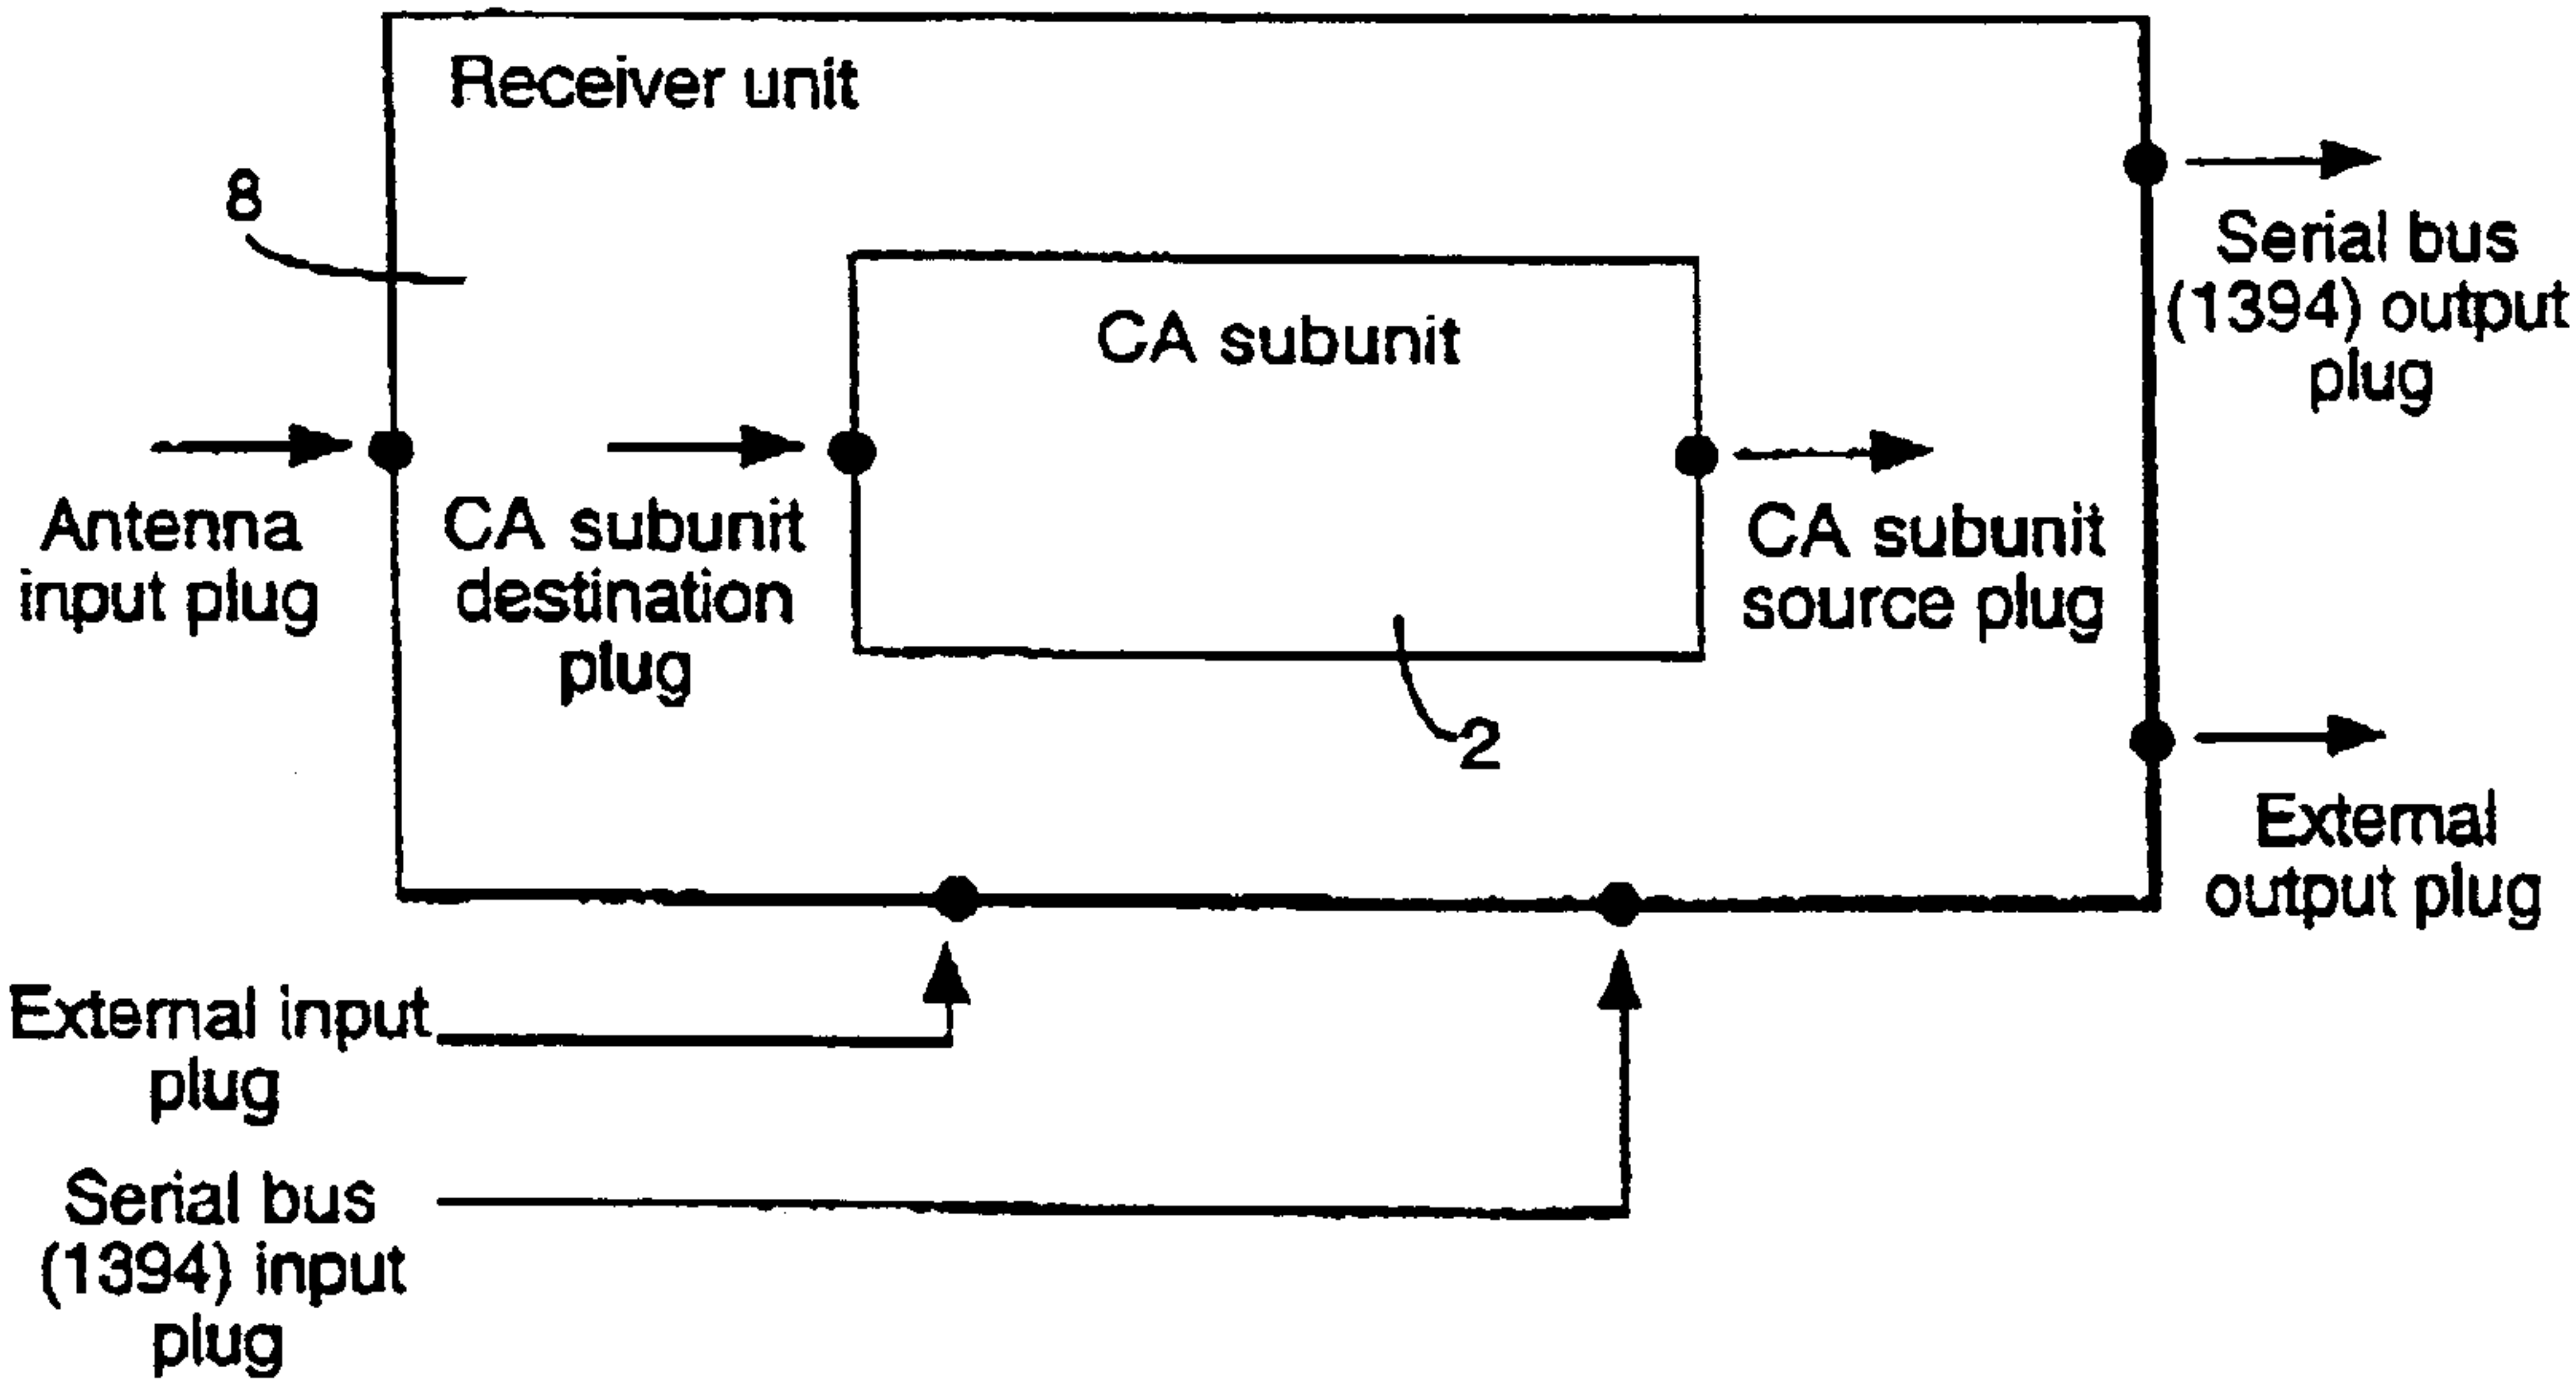 Receiver unit
8
Serial bus
(1394) output
plug
CA subunit
Antenna
input plug
CA subunit
destination
plug
CA subunit
source plug
2
External
output plug
External input
plug
Serial bus
(1394) input
plug